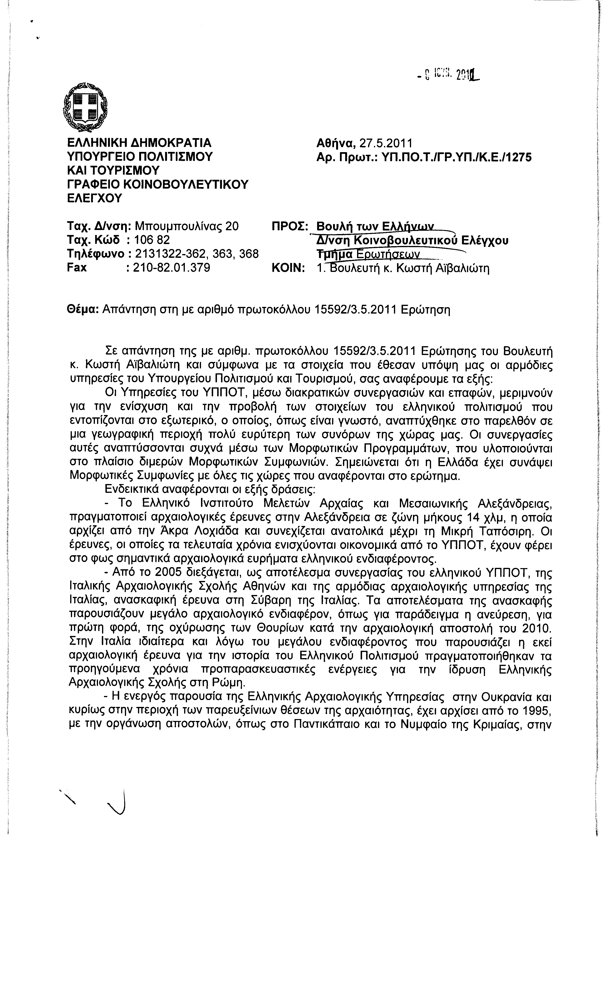 ΕΛΛΗΝΙΚΗ ΔΗΜΟΚΡΑΤΙΑ
ΥΠΟΥΡΓΕΙΟ ΠΟΛΙΤΙΣΜΟΥ
ΚΑΙ ΤΟΥΡΙΣΜΟΥ
ΓΡΑΦΕΙΟ ΚΟΙΝΟΒΟΥΛΕΥΤΙΚΟΥ
ΕΛΕΓΧΟΥ
Αθήνα, 27.5.2011
Αρ. Πρωτ.: ΥΠ.ΠΟ.Τ./ΓΡ.ΥΠ./Κ.Ε./1275
Ταχ. Δ/νση: Μπουμπουλίνας 20
Ταχ. Κώδ : 106 82
Τηλέφωνο : 2131322-362, 363, 368
Fax : 210-82.01.379
ΠΡΟΣ: Βουλή των Ελλήνων
Δ/νση Κοινοβουλευτικού Ελέγχου
Τμήμα Ερωτήσεων
ΚΟΙΝ: 1. Βουλευτή κ. Κωστή Αϊβαλιώτη
Θέμα: Απάντηση στη με αριθμό πρωτοκόλλου 15592/3.5.2011 Ερώτηση
Σε απάντηση της με αριθμ. πρωτοκόλλου 15592/3.5.2011 Ερώτησης του Βουλευτή
κ. Κωστή Αϊβαλιώτη και σύμφωνα με τα στοιχεία που έθεσαν υπόψη μας οι αρμόδιες
υπηρεσίες του Υπουργείου Πολιτισμού και Τουρισμού, σας αναφέρουμε τα εξής:
Οι Υπηρεσίες του ΥΠΠΟΤ, μέσω διακρατικών συνεργασιών και επαφών, μεριμνούν
για την ενίσχυση και την προβολή των στοιχείων του ελληνικού πολιτισμού που
εντοπίζονται στο εξωτερικό, ο οποίος, όπως είναι γνωστό, αναπτύχθηκε στο παρελθόν σε
μια γεωγραφική περιοχή πολύ ευρύτερη των συνόρων της χώρας μας. Οι συνεργασίες
αυτές αναπτύσσονται συχνά μέσω των Μορφωτικών Προγραμμάτων, που υλοποιούνται
στο πλαίσιο διμερών Μορφωτικών Συμφωνιών. Σημειώνεται ότι η Ελλάδα έχει συνάψει
Μορφωτικές Συμφωνίες με όλες τις χώρες που αναφέρονται στο ερώτημα.
Ενδεικτικά αναφέρονται οι εξής δράσεις:
- Το Ελληνικό Ινστιτούτο Μελετών Αρχαίας και Μεσαιωνικής Αλεξάνδρειας,
πραγματοποιεί αρχαιολογικές έρευνες στην Αλεξάνδρεια σε ζώνη μήκους 14 χλμ, η οποία
αρχίζει από την Άκρα Λοχιάδα και συνεχίζεται ανατολικά μέχρι τη Μικρή Ταπόσιρη. Οι
έρευνες, οι οποίες τα τελευταία χρόνια ενισχύονται οικονομικά από το ΥΠΠΟΤ, έχουν φέρει
στο φως σημαντικά αρχαιολογικά ευρήματα ελληνικού ενδιαφέροντος.
- Από το 2005 διεξάγεται, ως αποτέλεσμα συνεργασίας του ελληνικού ΥΠΠΟΤ, της
Ιταλικής Αρχαιολογικής Σχολής Αθηνών και της αρμόδιας αρχαιολογικής υπηρεσίας της
Ιταλίας, ανασκαφική έρευνα στη Σύβαρη της Ιταλίας. Τα αποτελέσματα της ανασκαφής
παρουσιάζουν μεγάλο αρχαιολογικό ενδιαφέρον, όπως για παράδειγμα η ανεύρεση, για
πρώτη φορά, της οχύρωσης των Θουρίων κατά την αρχαιολογική αποστολή του 2010.
Στην Ιταλία ιδιαίτερα και λόγω του μεγάλου ενδιαφέροντος που παρουσιάζει η εκεί
αρχαιολογική έρευνα για την ιστορία του Ελληνικού Πολιτισμού πραγματοποιήθηκαν τα
προηγούμενα χρόνια προπαρασκευαστικές ενέργειες για την ίδρυση Ελληνικής
Αρχαιολογικής Σχολής στη Ρώμη.
- Η ενεργός παρουσία της Ελληνικής Αρχαιολογικής Υπηρεσίας στην Ουκρανία και
κυρίως στην περιοχή των παρευξείνιων θέσεων της αρχαιότητας, έχει αρχίσει από το 1995,
με την οργάνωση αποστολών, όπως στο Παντικάπαιο και το Νυμφαίο της Κριμαίας, στην